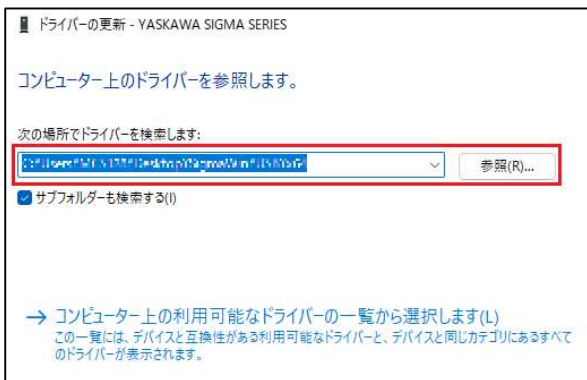 ドライバーの更新 - YASKAWA SIGMA SERIES
コンピューター上のドライバーを参照します。
次の場所でドライバーを検索します:
参照(R)...
サブフォルダーも検索する(I)
→ コンピューター上の利用可能なドライバーの一覧から選択します(L)
この一覧には、デバイスと互換性がある利用可能なドライバーと、デバイスと同じカテゴリにあるすべて
のドライバーが表示されます。